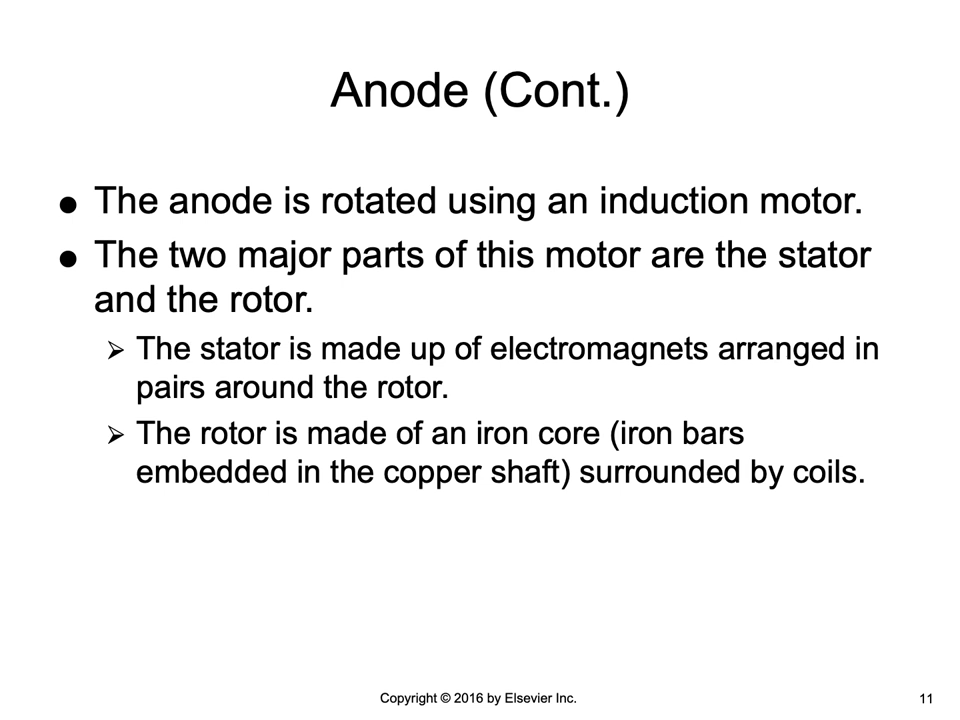 Anode (Cont.)
● The anode is rotated using an induction motor.
● The two major parts of this motor are the stator
and the rotor.
➢ The stator is made up of electromagnets arranged in
pairs around the rotor.
➢ The rotor is made of an iron core (iron bars
embedded in the copper shaft) surrounded by coils.
Copyright © 2016 by Elsevier Inc.
11